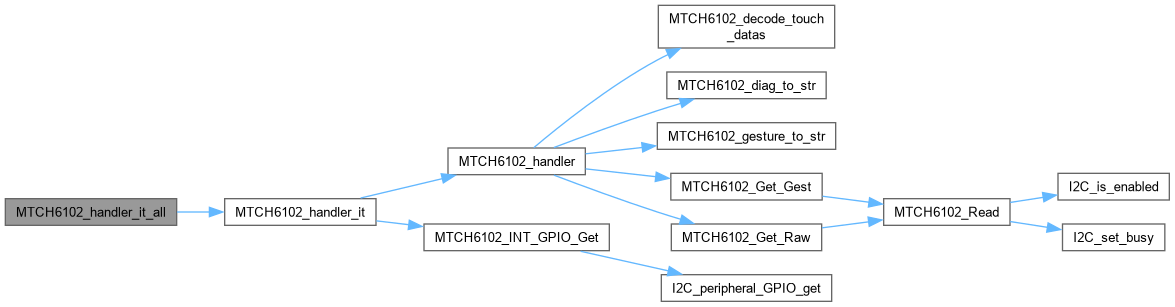 MTCH6102_handler_it_all
MTCH6102_handler_it
MTCH6102_handler
MTCH6102_decode_touch
_datas
MTCH6102_diag_to_str
MTCH6102_gesture_to_str
MTCH6102_Get_Gest
MTCH6102_Get_Raw
MTCH6102_Read
I2C_is_enabled
I2C_set_busy
MTCH6102_INT_GPIO_Get
I2C_peripheral_GPIO_get